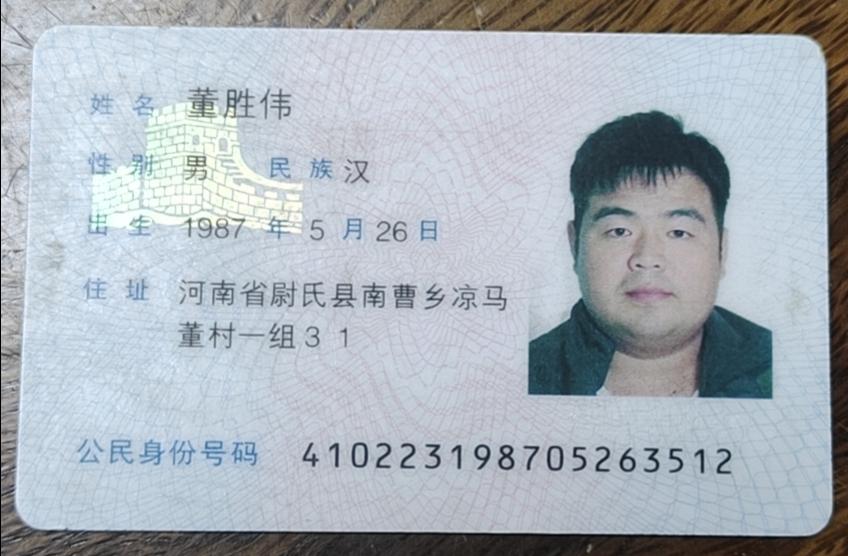 姓名 董胜伟
性别 男 民族 汉
出生 1987 年 5 月 26 日
住址 河南省尉氏县南曹乡凉马
董村一组31
公民身份号码 410223198705263512